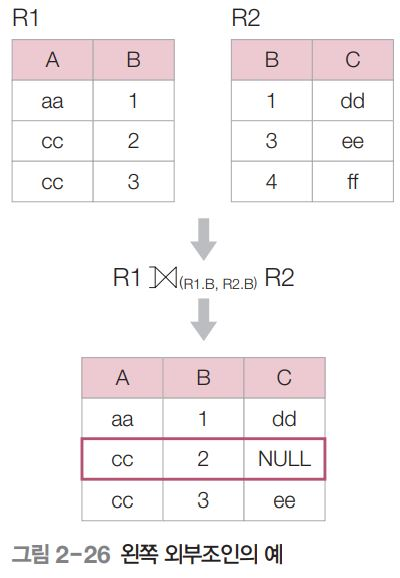 R1 R2
A B B C
aa 1 1 dd
cc 2 3 ee
cc 3 4 ff
R1 ⟕(R1.B, R2.B) R2
A B C
aa 1 dd
cc 2 NULL
cc 3 ee
그림 2-26 왼쪽 외부조인의 예